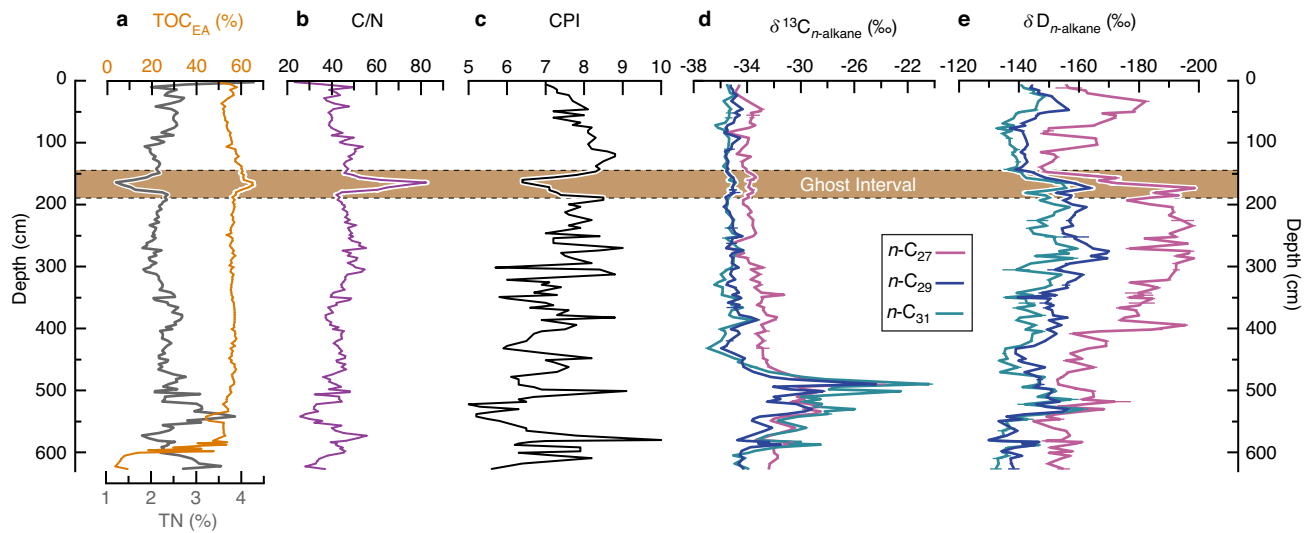 a b c d e
TOC_EA (%) C/N CPI δ ¹³C_n-alkane (‰) δ D_n-alkane (‰)
0 20 40 60 20 40 60 80 5 6 7 8 9 10 -38 -34 -30 -26 -22 -120 -140 -160 -180 -200
0 0
100 100
Ghost Interval
200 200
n-C₂₇
300 300
n-C₂₉
n-C₃₁
400 400
500 500
600 600
Depth (cm) Depth (cm)
1 2 3 4
TN (%)